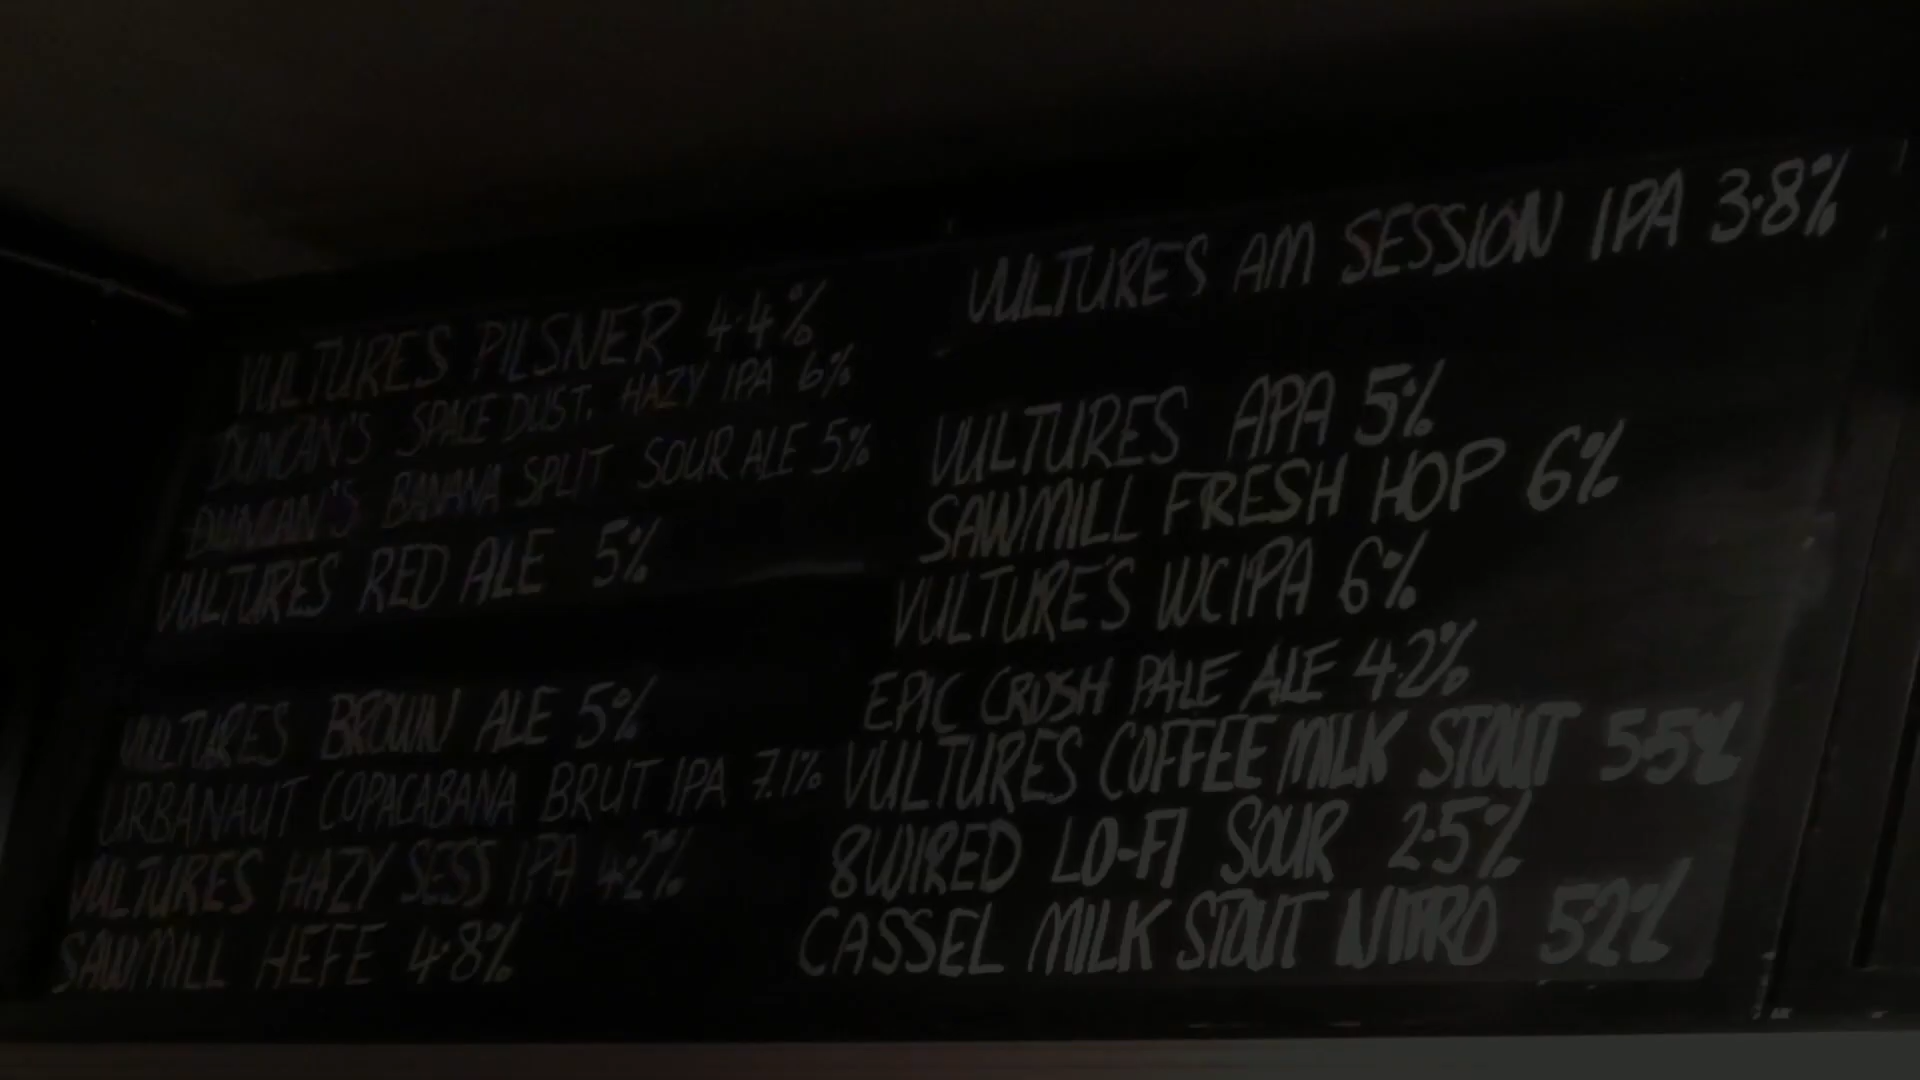 VULTURES PILSNER 4.4%
DUNCAN'S SPACE DUST. HAZY IPA 6%
DUNCAN'S BANANA SPLIT SOUR ALE 5%
VULTURES RED ALE 5%
VULTURES BROWN ALE 5%
URBANAUT COPACABANA BRUT IPA 7.1%
VULTURES HAZY SESS IPA 4.2%
SAWMILL HEFE 4.8%
VULTURES AM SESSION IPA 3.8%
VULTURES APA 5%
SAWMILL FRESH HOP 6%
VULTURES WCIPA 6%
EPIC CRUSH PALE ALE 4.2%
VULTURES COFFEE MILK STOUT 5.5%
8WIRED LO-FI SOUR 2.5%
CASSEL MILK STOUT NITRO 5.2%